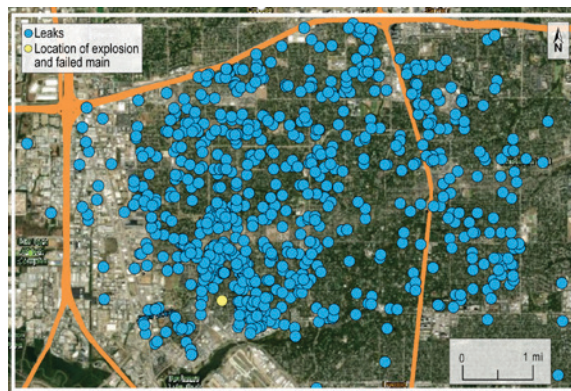 Leaks
Location of explosion
and failed main
N
0 1 mi